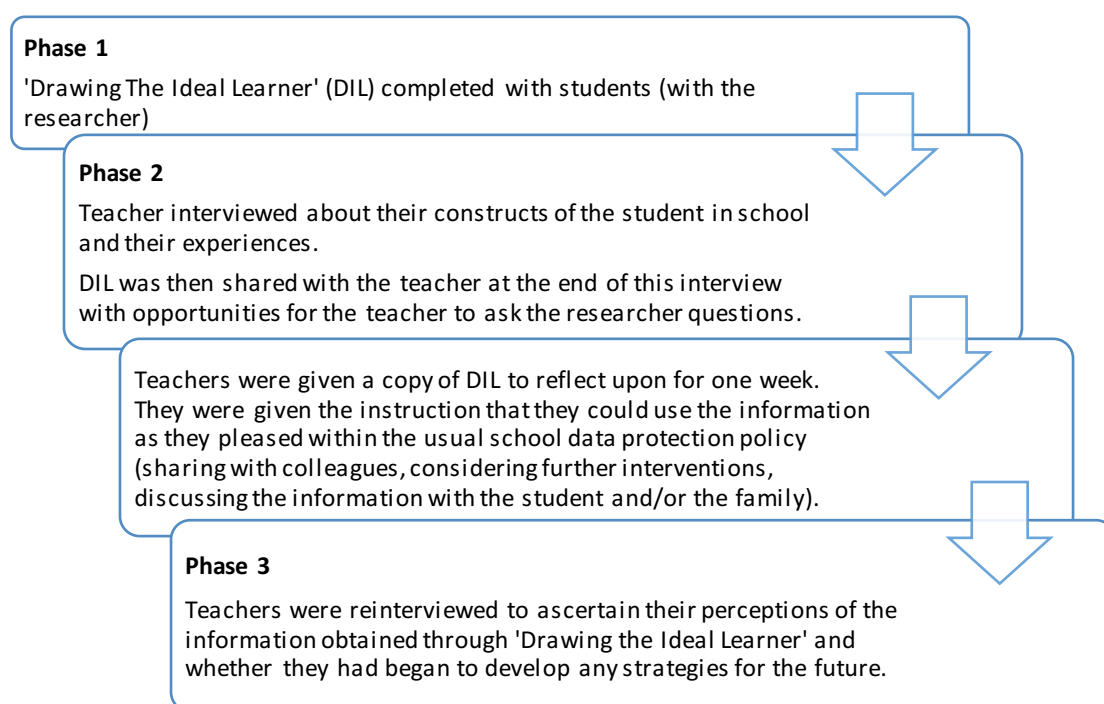 Phase 1
'Drawing The Ideal Learner' (DIL) completed with students (with the
researcher)
Phase 2
Teacher interviewed about their constructs of the student in school
and their experiences.
DIL was then shared with the teacher at the end of this interview
with opportunities for the teacher to ask the researcher questions.
Teachers were given a copy of DIL to reflect upon for one week.
They were given the instruction that they could use the information
as they pleased within the usual school data protection policy
(sharing with colleagues, considering further interventions,
discussing the information with the student and/or the family).
Phase 3
Teachers were reinterviewed to ascertain their perceptions of the
information obtained through 'Drawing the Ideal Learner' and
whether they had began to develop any strategies for the future.